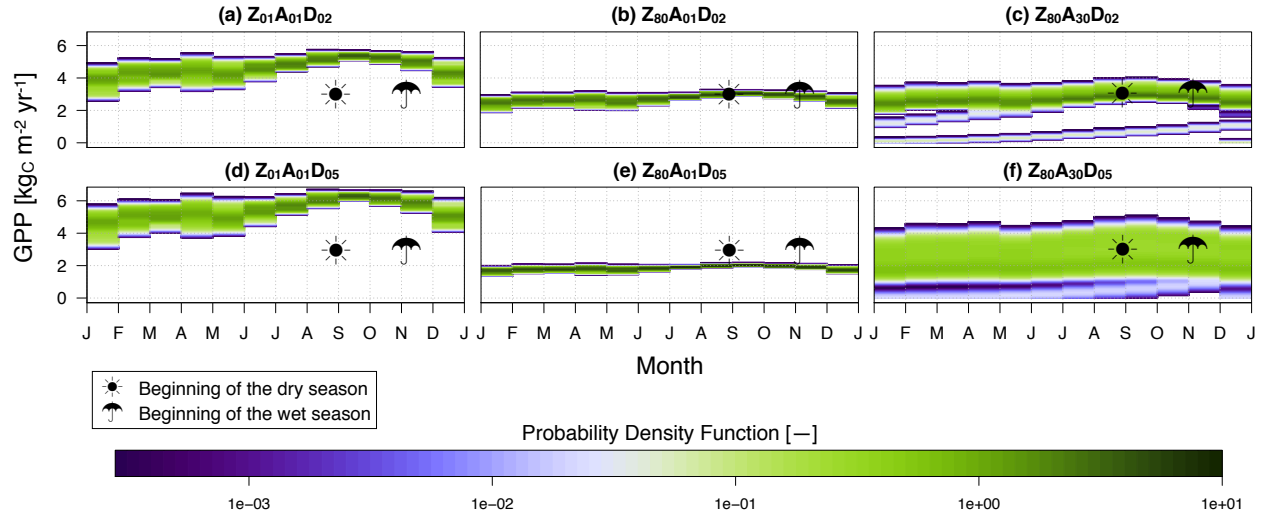 (a) Z₀₁A₀₁D₀₂
(b) Z₈₀A₀₁D₀₂
(c) Z₈₀A₃₀D₀₂
6
4
2
0
(d) Z₀₁A₀₁D₀₅
(e) Z₈₀A₀₁D₀₅
(f) Z₈₀A₃₀D₀₅
6
4
2
0
GPP [kgC m⁻² yr⁻¹]
J F M A M J J A S O N D J
J F M A M J J A S O N D J
J F M A M J J A S O N D J
Month
Beginning of the dry season
Beginning of the wet season
Probability Density Function [—]
1e−03 1e−02 1e−01 1e+00 1e+01